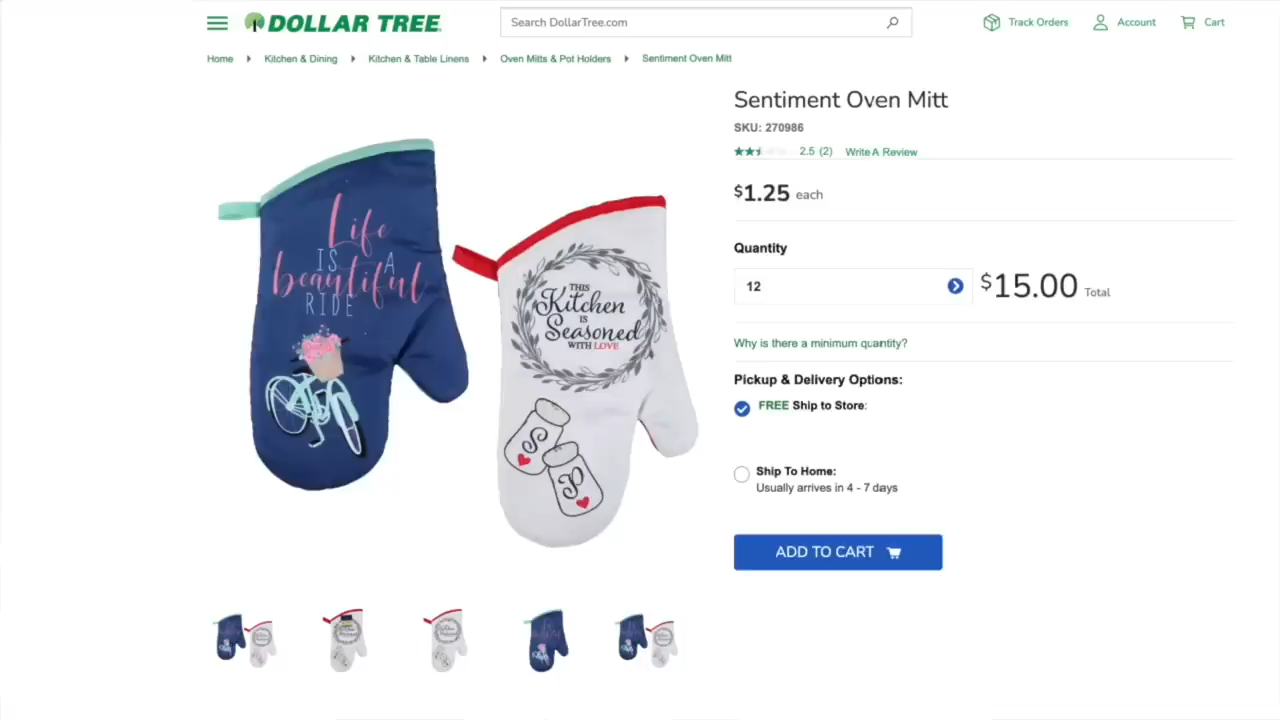 DOLLAR TREE
Search DollarTree.com
Track Orders
Account
Cart
Home
Kitchen & Dining
Kitchen & Table Linens
Oven Mitts & Pot Holders
Sentiment Oven Mitt
Sentiment Oven Mitt
SKU: 270986
2.5 (2) Write A Review
$1.25 each
Quantity
12
$15.00 Total
Why is there a minimum quantity?
Pickup & Delivery Options:
FREE Ship to Store:
Ship To Home:
Usually arrives in 4 - 7 days
ADD TO CART
Life
IS A
beautiful
RIDE
THIS
Kitchen
IS
Seasoned
WITH LOVE
S
P